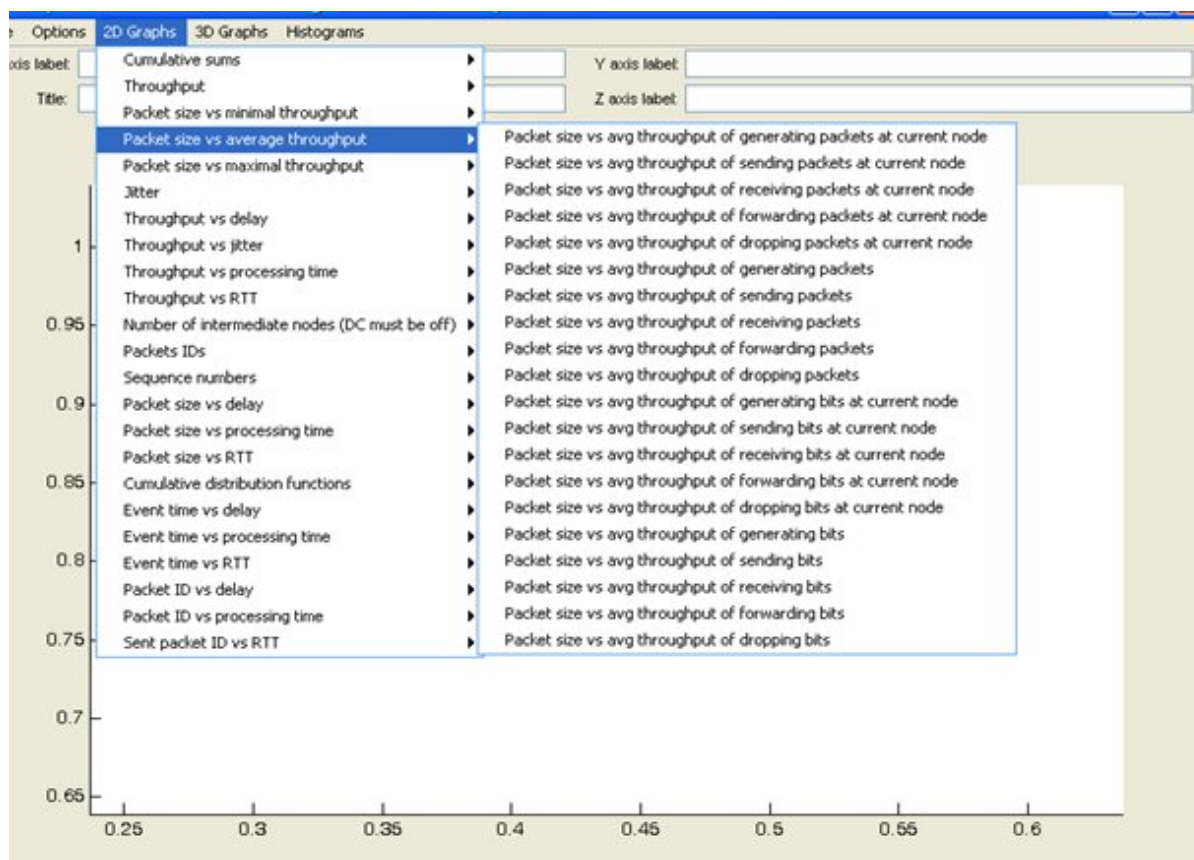 Options 2D Graphs 3D Graphs Histograms
Y axis label:
Title:
Z axis label:
Cumulative sums
Throughput
Packet size vs minimal throughput
Packet size vs average throughput
Packet size vs maximal throughput
Jitter
Throughput vs delay
Throughput vs jitter
Throughput vs processing time
Throughput vs RTT
Number of intermediate nodes (DC must be off)
Packets IDs
Sequence numbers
Packet size vs delay
Packet size vs processing time
Packet size vs RTT
Cumulative distribution functions
Event time vs delay
Event time vs processing time
Event time vs RTT
Packet ID vs delay
Packet ID vs processing time
Sent packet ID vs RTT
Packet size vs avg throughput of generating packets at current node
Packet size vs avg throughput of sending packets at current node
Packet size vs avg throughput of receiving packets at current node
Packet size vs avg throughput of forwarding packets at current node
Packet size vs avg throughput of dropping packets at current node
Packet size vs avg throughput of generating packets
Packet size vs avg throughput of sending packets
Packet size vs avg throughput of receiving packets
Packet size vs avg throughput of forwarding packets
Packet size vs avg throughput of dropping packets
Packet size vs avg throughput of generating bits at current node
Packet size vs avg throughput of sending bits at current node
Packet size vs avg throughput of receiving bits at current node
Packet size vs avg throughput of forwarding bits at current node
Packet size vs avg throughput of dropping bits at current node
Packet size vs avg throughput of generating bits
Packet size vs avg throughput of sending bits
Packet size vs avg throughput of receiving bits
Packet size vs avg throughput of forwarding bits
Packet size vs avg throughput of dropping bits
1
0.95
0.9
0.85
0.8
0.75
0.7
0.65
0.25 0.3 0.35 0.4 0.45 0.5 0.55 0.6